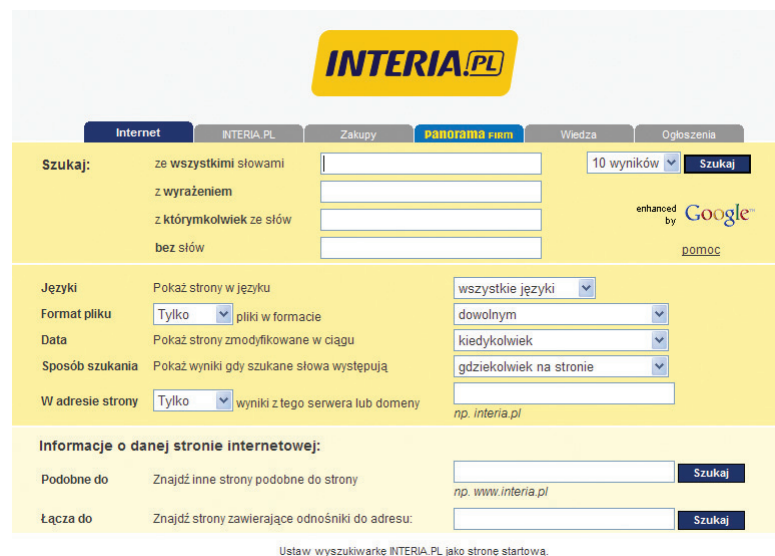 INTERIA.PL
Internet INTERIA.PL Zakupy Panorama FIRM Wiedza Ogłoszenia
Szukaj: ze wszystkimi słowami 10 wyników Szukaj
z wyrażeniem
z którymkolwiek ze słów enhanced by Google™
bez słów pomoc
Języki Pokaż strony w języku wszystkie języki
Format pliku Tylko pliki w formacie dowolnym
Data Pokaż strony zmodyfikowane w ciągu kiedykolwiek
Sposób szukania Pokaż wyniki gdy szukane słowa występują gdziekolwiek na stronie
W adresie strony Tylko wyniki z tego serwera lub domeny
np. interia.pl
Informacje o danej stronie internetowej:
Podobne do Znajdź inne strony podobne do strony Szukaj
np. www.interia.pl
Łącza do Znajdź strony zawierające odnośniki do adresu: Szukaj
Ustaw wyszukiwarkę INTERIA.PL jako stronę startową.